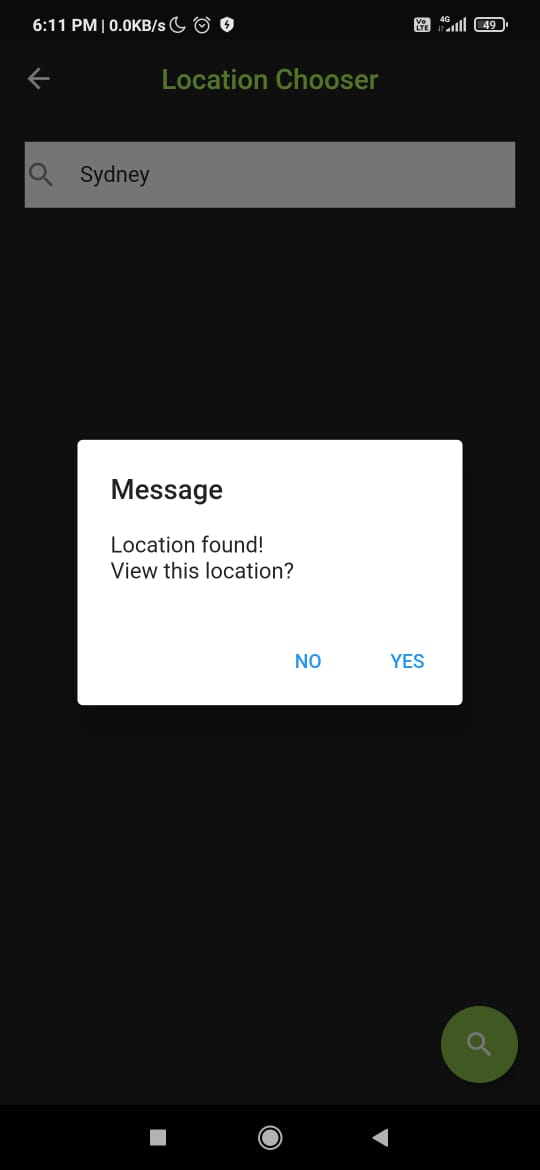 6:11 PM | 0.0KB/s
Vo LTE 4G 49
Location Chooser
Sydney
Message
Location found!
View this location?
NO YES